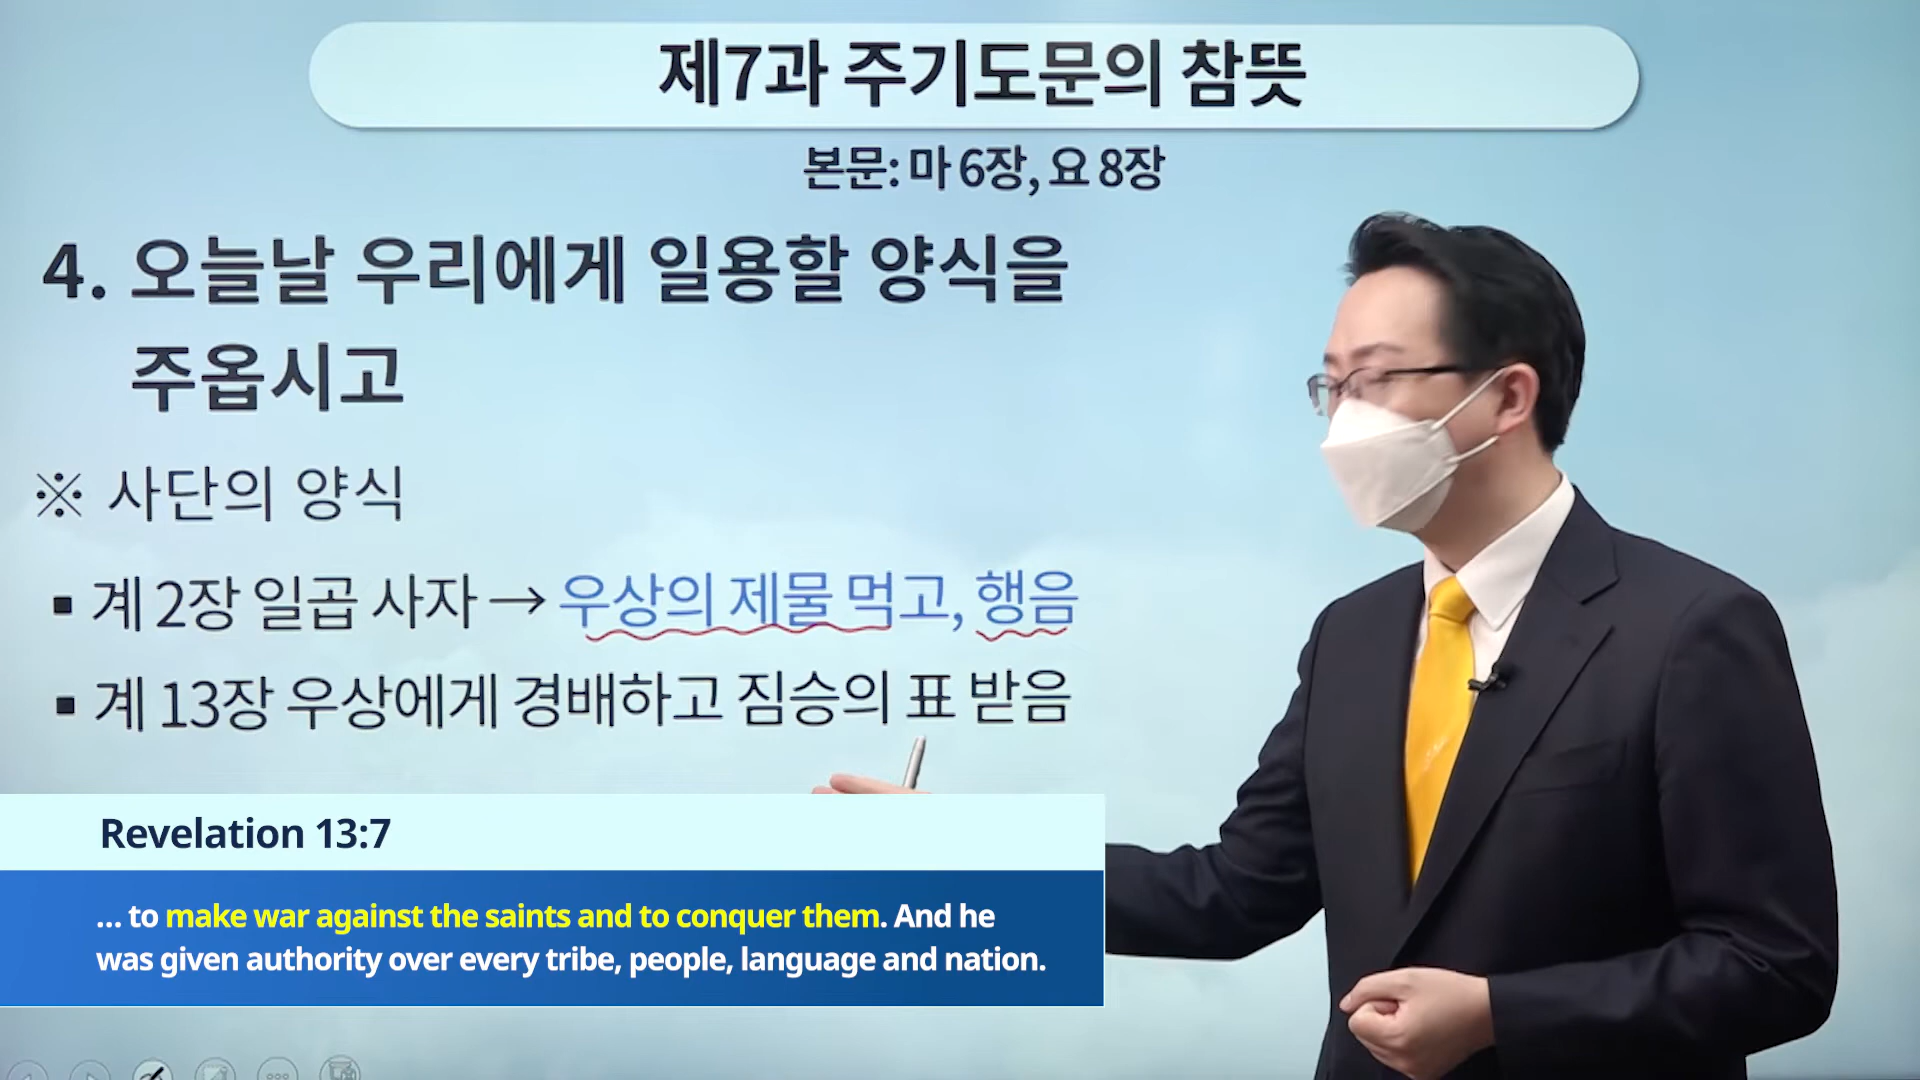 제7과 주기도문의 참뜻
본문: 마 6장, 요 8장
4. 오늘날 우리에게 일용할 양식을
주옵시고
※ 사단의 양식
▪ 계 2장 일곱 사자 → 우상의 제물 먹고, 행음
▪ 계 13장 우상에게 경배하고 짐승의 표 받음
Revelation 13:7
... to make war against the saints and to conquer them. And he
was given authority over every tribe, people, language and nation.